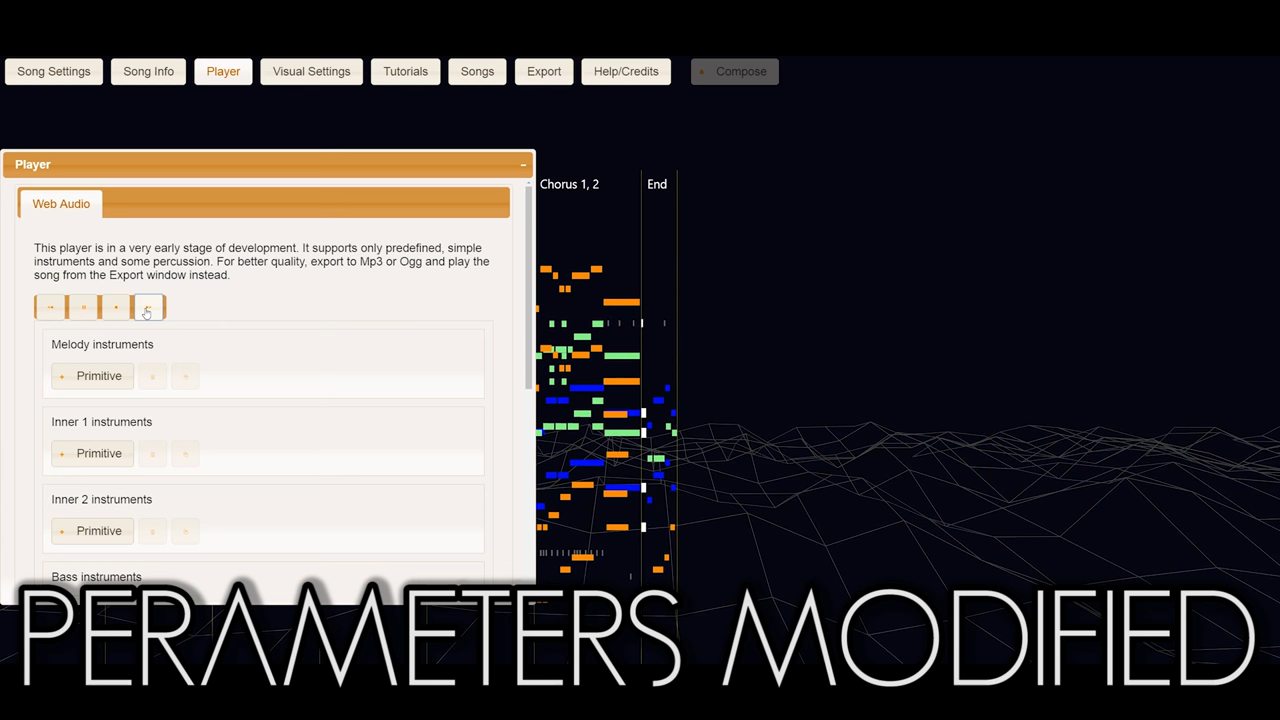 Song Settings Song Info Player Visual Settings Tutorials Songs Export Help/Credits Compose
Player
Web Audio
This player is in a very early stage of development. It supports only predefined, simple
instruments and some percussion. For better quality, export to Mp3 or Ogg and play the
song from the Export window instead.
Melody instruments
Primitive
Inner 1 instruments
Primitive
Inner 2 instruments
Primitive
Bass instruments
Chorus 1, 2 End
PERAMETERS MODIFIED